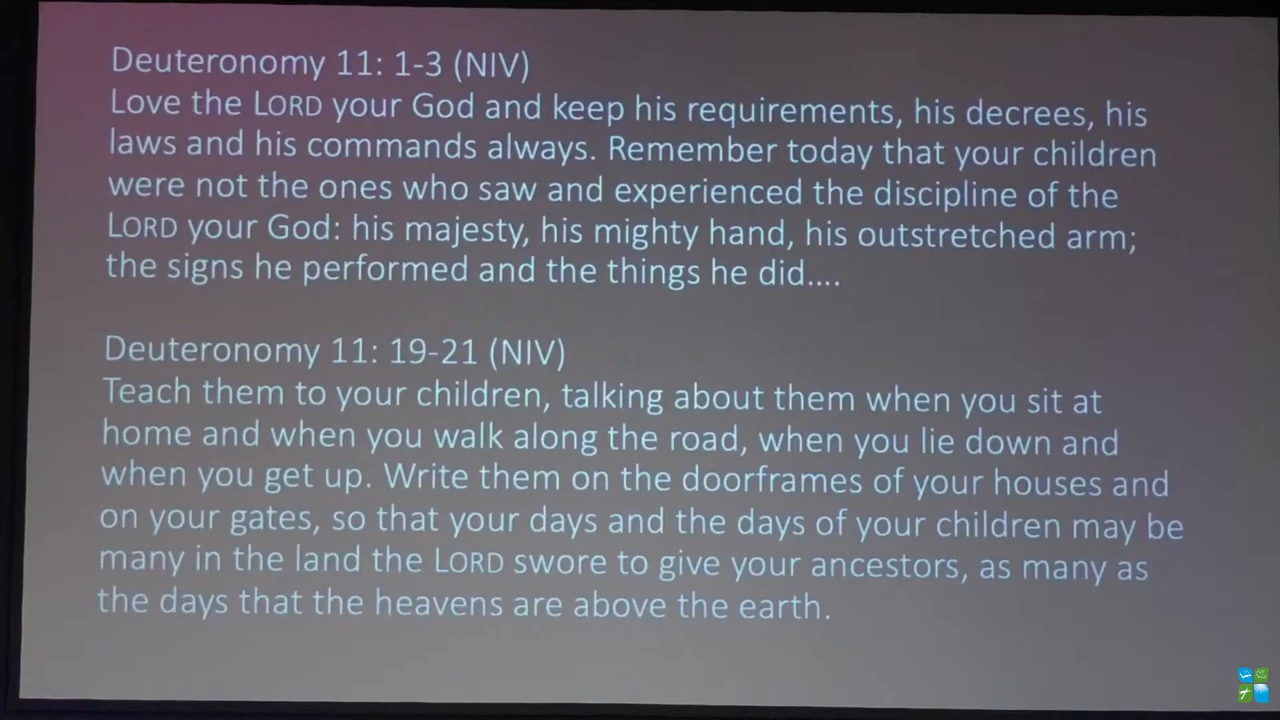 Deuteronomy 11: 1-3 (NIV)
Love the LORD your God and keep his requirements, his decrees, his
laws and his commands always. Remember today that your children
were not the ones who saw and experienced the discipline of the
LORD your God: his majesty, his mighty hand, his outstretched arm;
the signs he performed and the things he did....
Deuteronomy 11: 19-21 (NIV)
Teach them to your children, talking about them when you sit at
home and when you walk along the road, when you lie down and
when you get up. Write them on the doorframes of your houses and
on your gates, so that your days and the days of your children may be
many in the land the LORD swore to give your ancestors, as many as
the days that the heavens are above the earth.